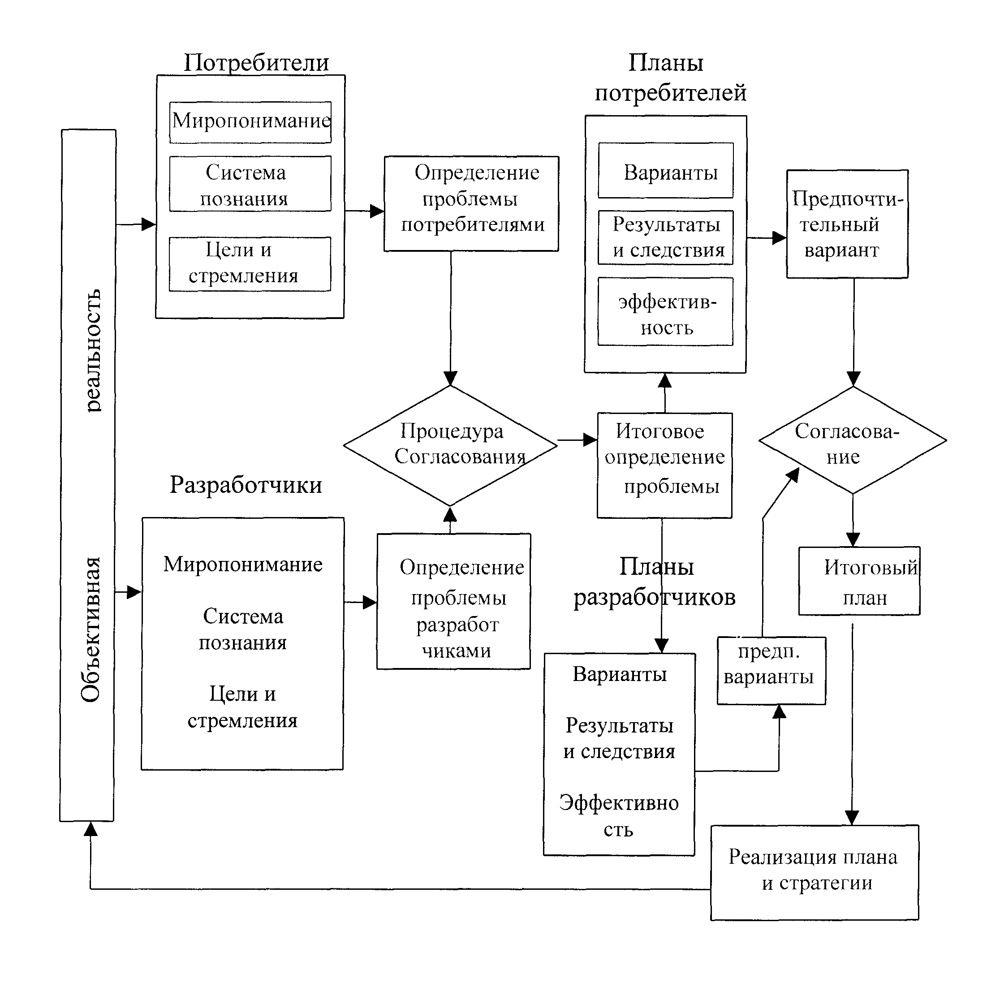 Потребители
Миропонимание
Система
познания
Цели и
стремления
Определение
проблемы
потребителями
Планы
потребителей
Варианты
Результаты
и следствия
эффектив-
ность
Предпочти-
тельный
вариант
Объективная реальность
Процедура
Согласования
Итоговое
определение
проблемы
Согласова-
ние
Разработчики
Миропонимание
Система
познания
Цели и
стремления
Определение
проблемы
разработ
чиками
Планы
разработчиков
Варианты
Результаты
и следствия
Эффективно
сть
предп.
варианты
Итоговый
план
Реализация плана
и стратегии